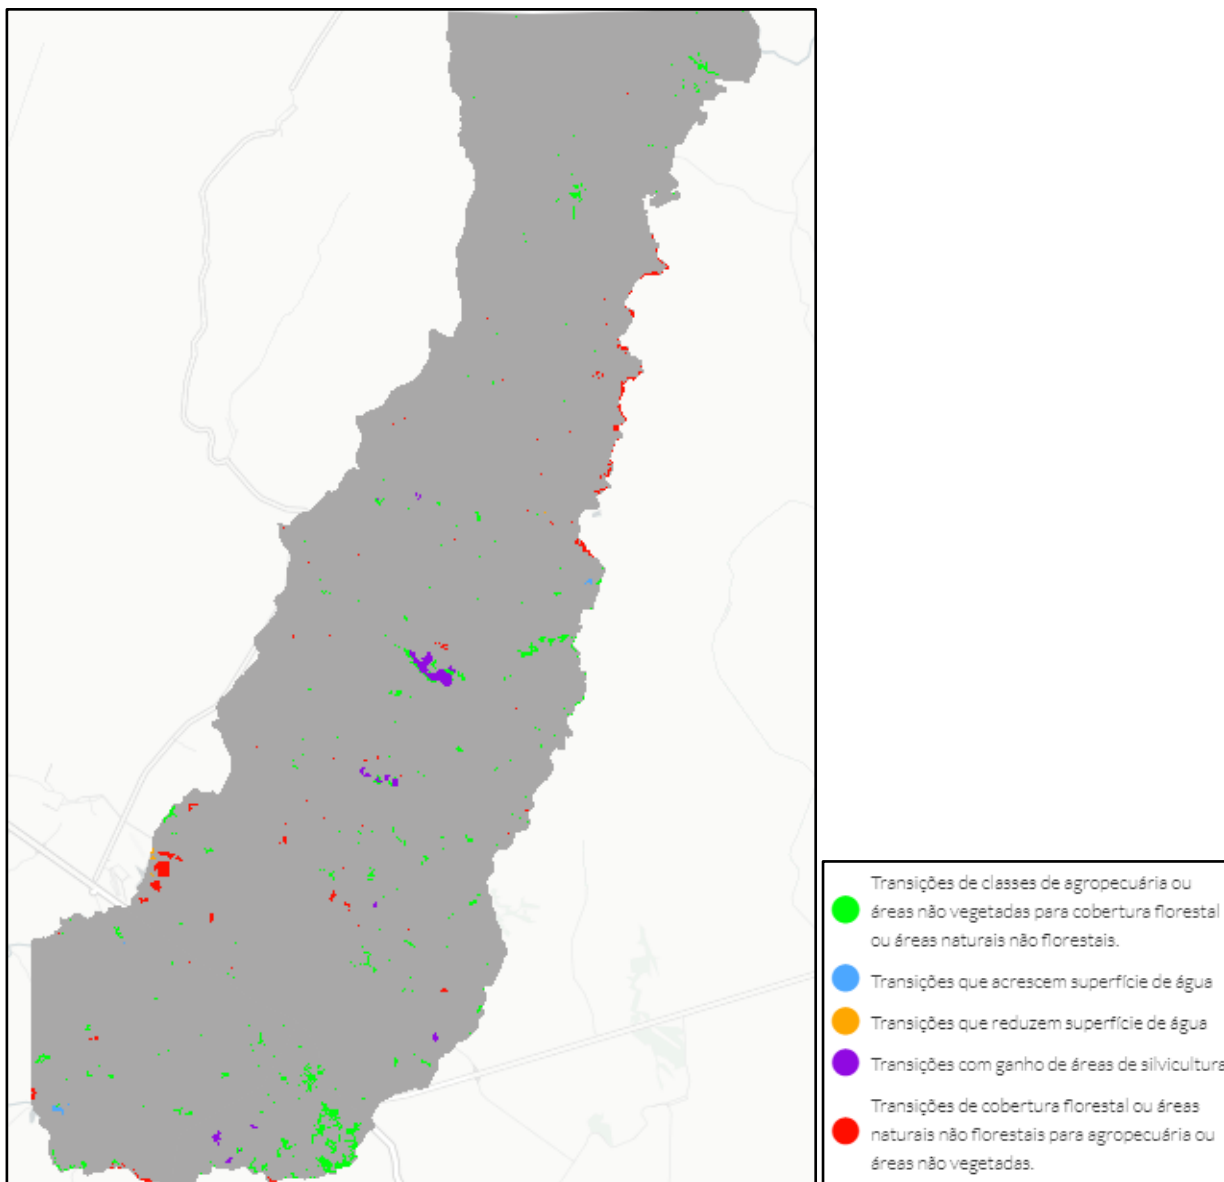 Transições de classes de agropecuária ou
áreas não vegetadas para cobertura florestal
ou áreas naturais não florestais.
Transições que acrescem superfície de água
Transições que reduzem superfície de água
Transições com ganho de áreas de silvicultura
Transições de cobertura florestal ou áreas
naturais não florestais para agropecuária ou
áreas não vegetadas.